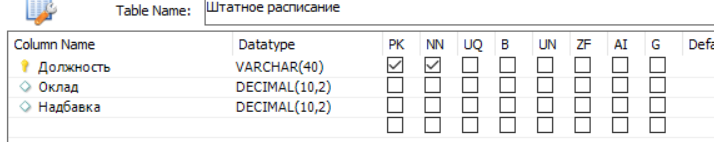 Table Name: Штатное расписание
Column Name Datatype PK NN UQ B UN ZF AI G Defa
Должность VARCHAR(40)
Оклад DECIMAL(10,2)
Надбавка DECIMAL(10,2)